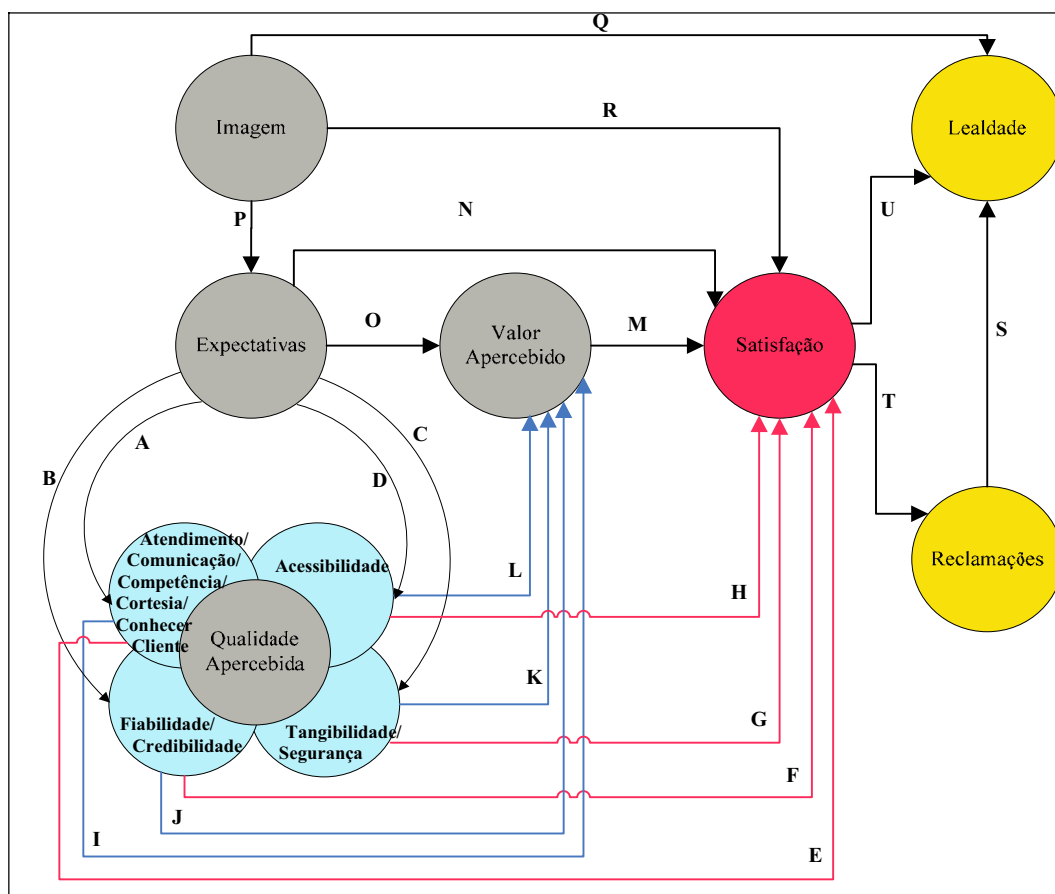 Q
Imagem
R
Lealdade
P
N
U
O
Valor
Apercebido
M
Expectativas
Satisfação
S
T
A
C
B
D
Atendimento/
Comunicação/
Competência/
Cortesia/
Conhecer
Cliente
Acessibilidade
L
H
Reclamações
Qualidade
Apercebida
K
Fiabilidade/
Credibilidade
Tangibilidade/
Segurança
G
F
J
I
E